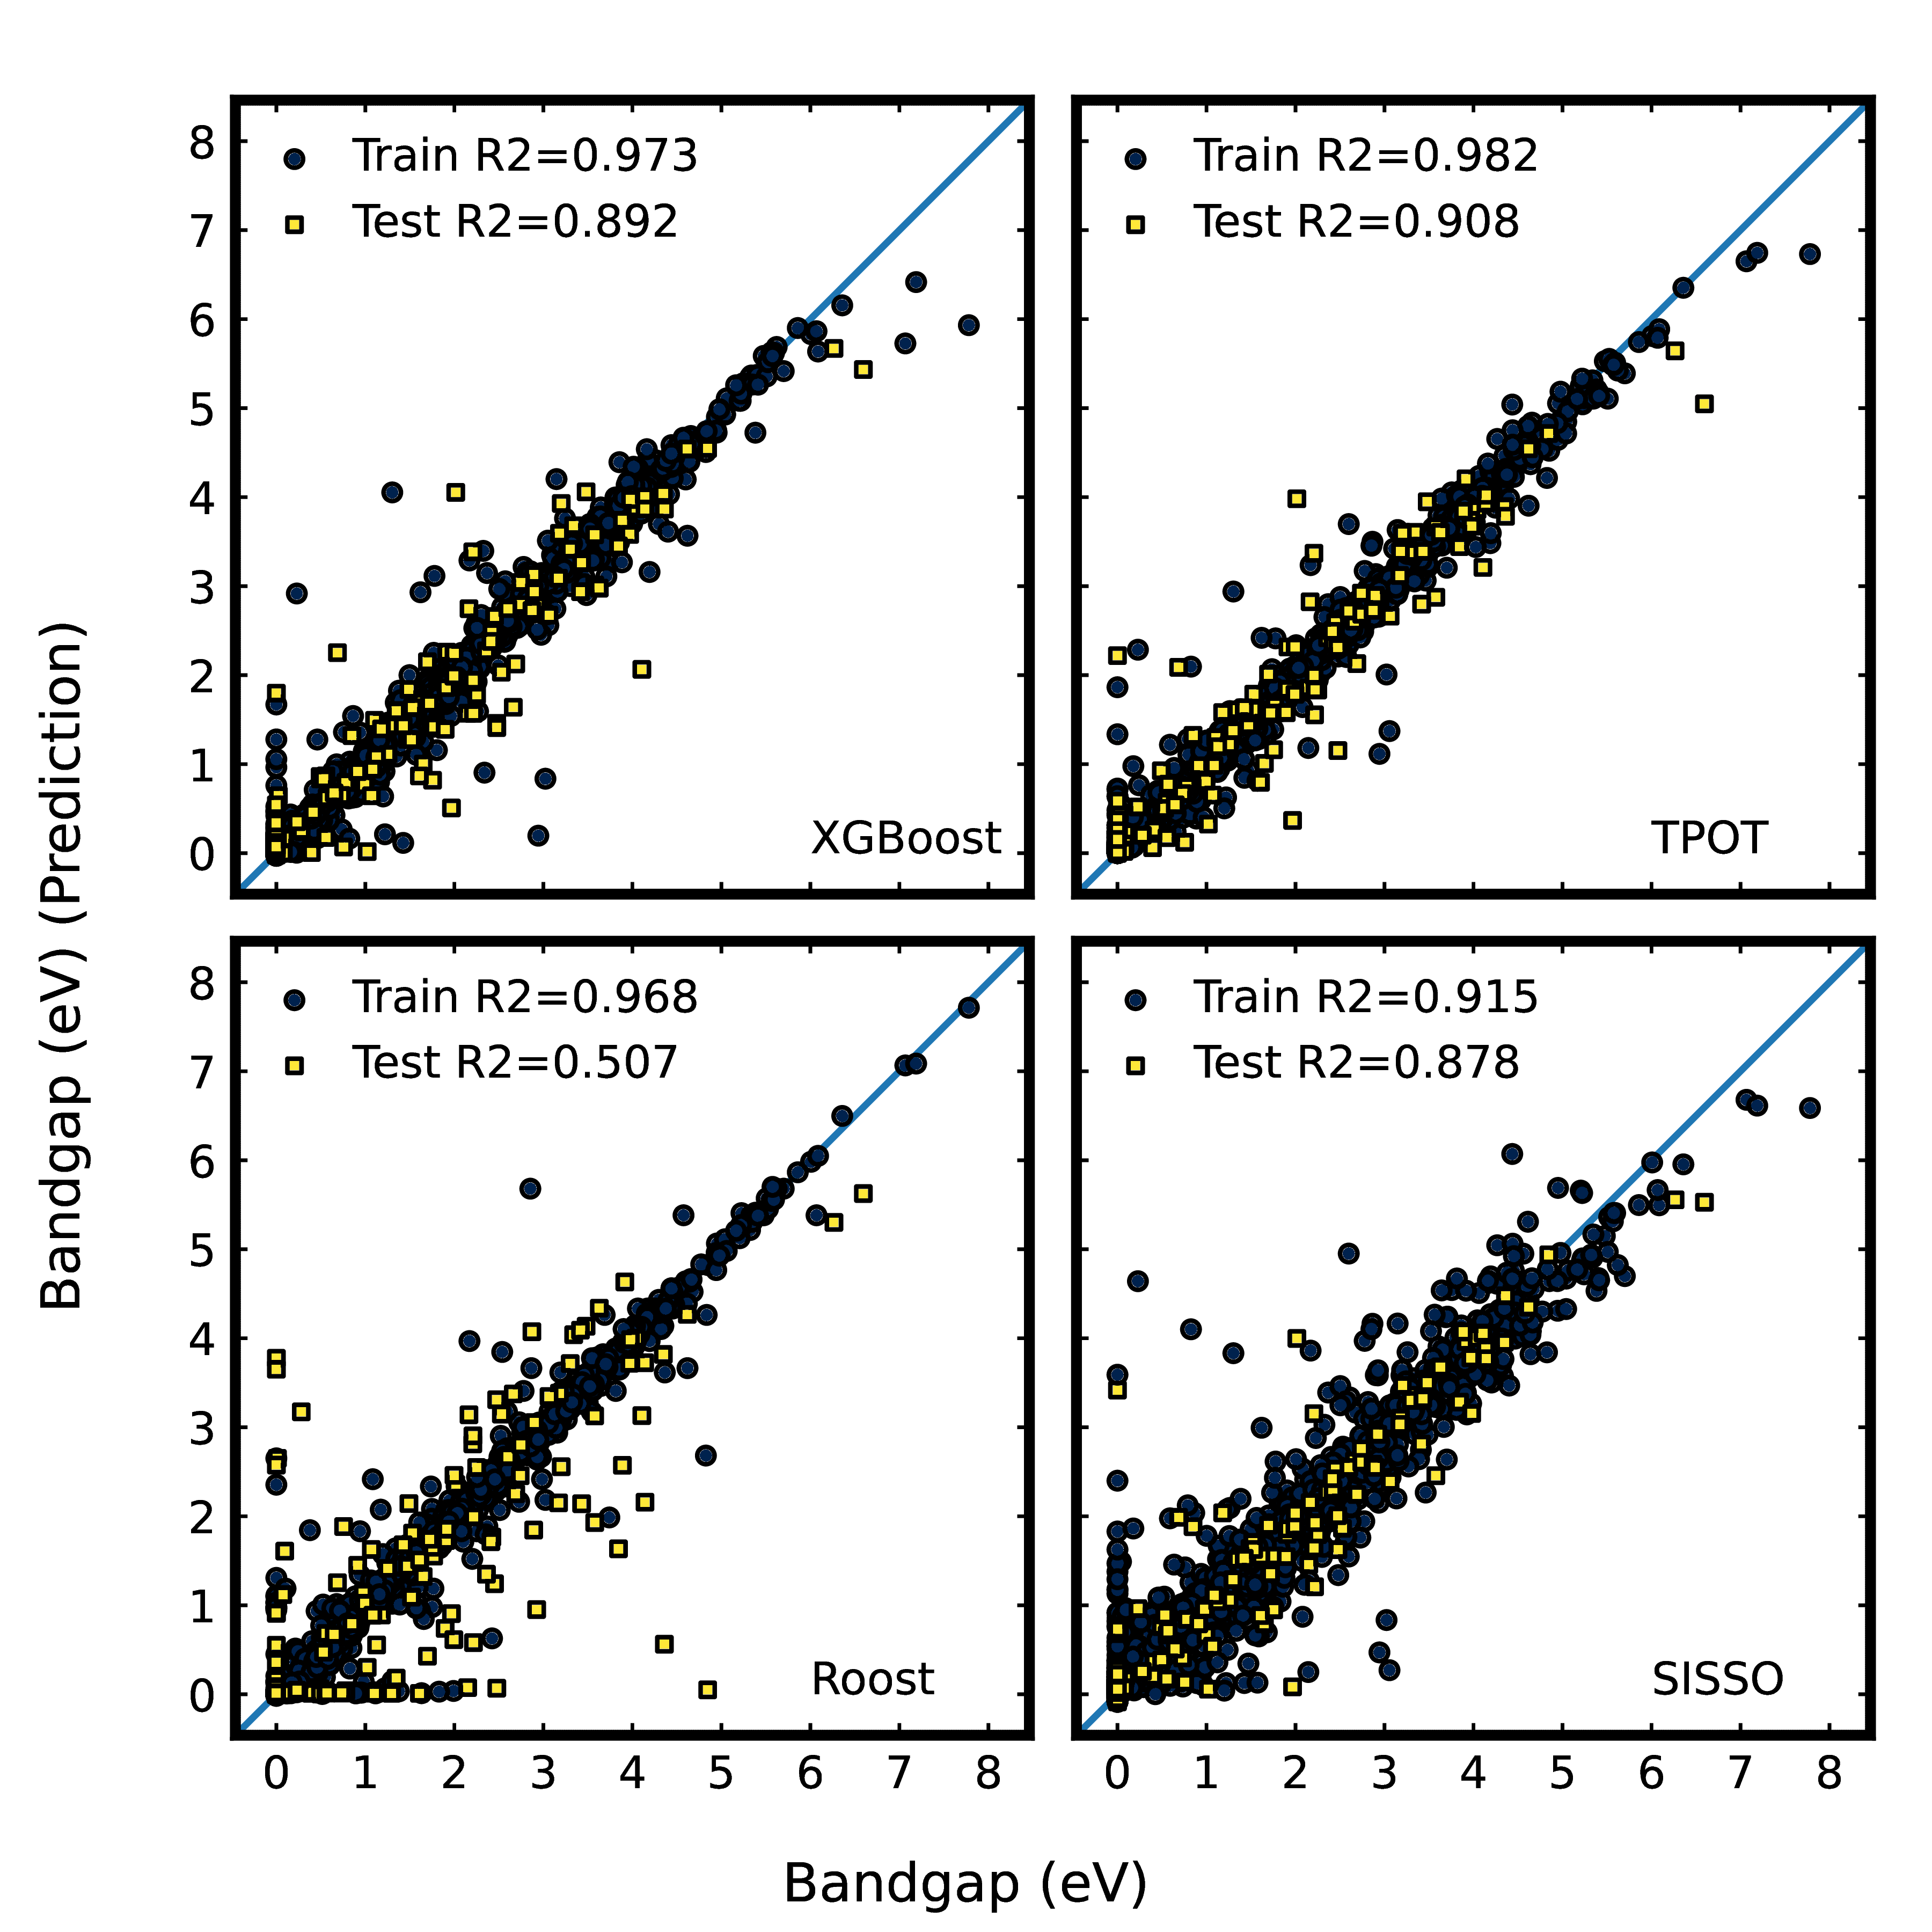 Train R2=0.973
Test R2=0.892
8
7
6
5
4
3
2
1
0
XGBoost
Train R2=0.982
Test R2=0.908
TPOT
Bandgap (eV) (Prediction)
Train R2=0.968
Test R2=0.507
8
7
6
5
4
3
2
1
0
Roost
0 1 2 3 4 5 6 7 8
Train R2=0.915
Test R2=0.878
SISSO
0 1 2 3 4 5 6 7 8
Bandgap (eV)